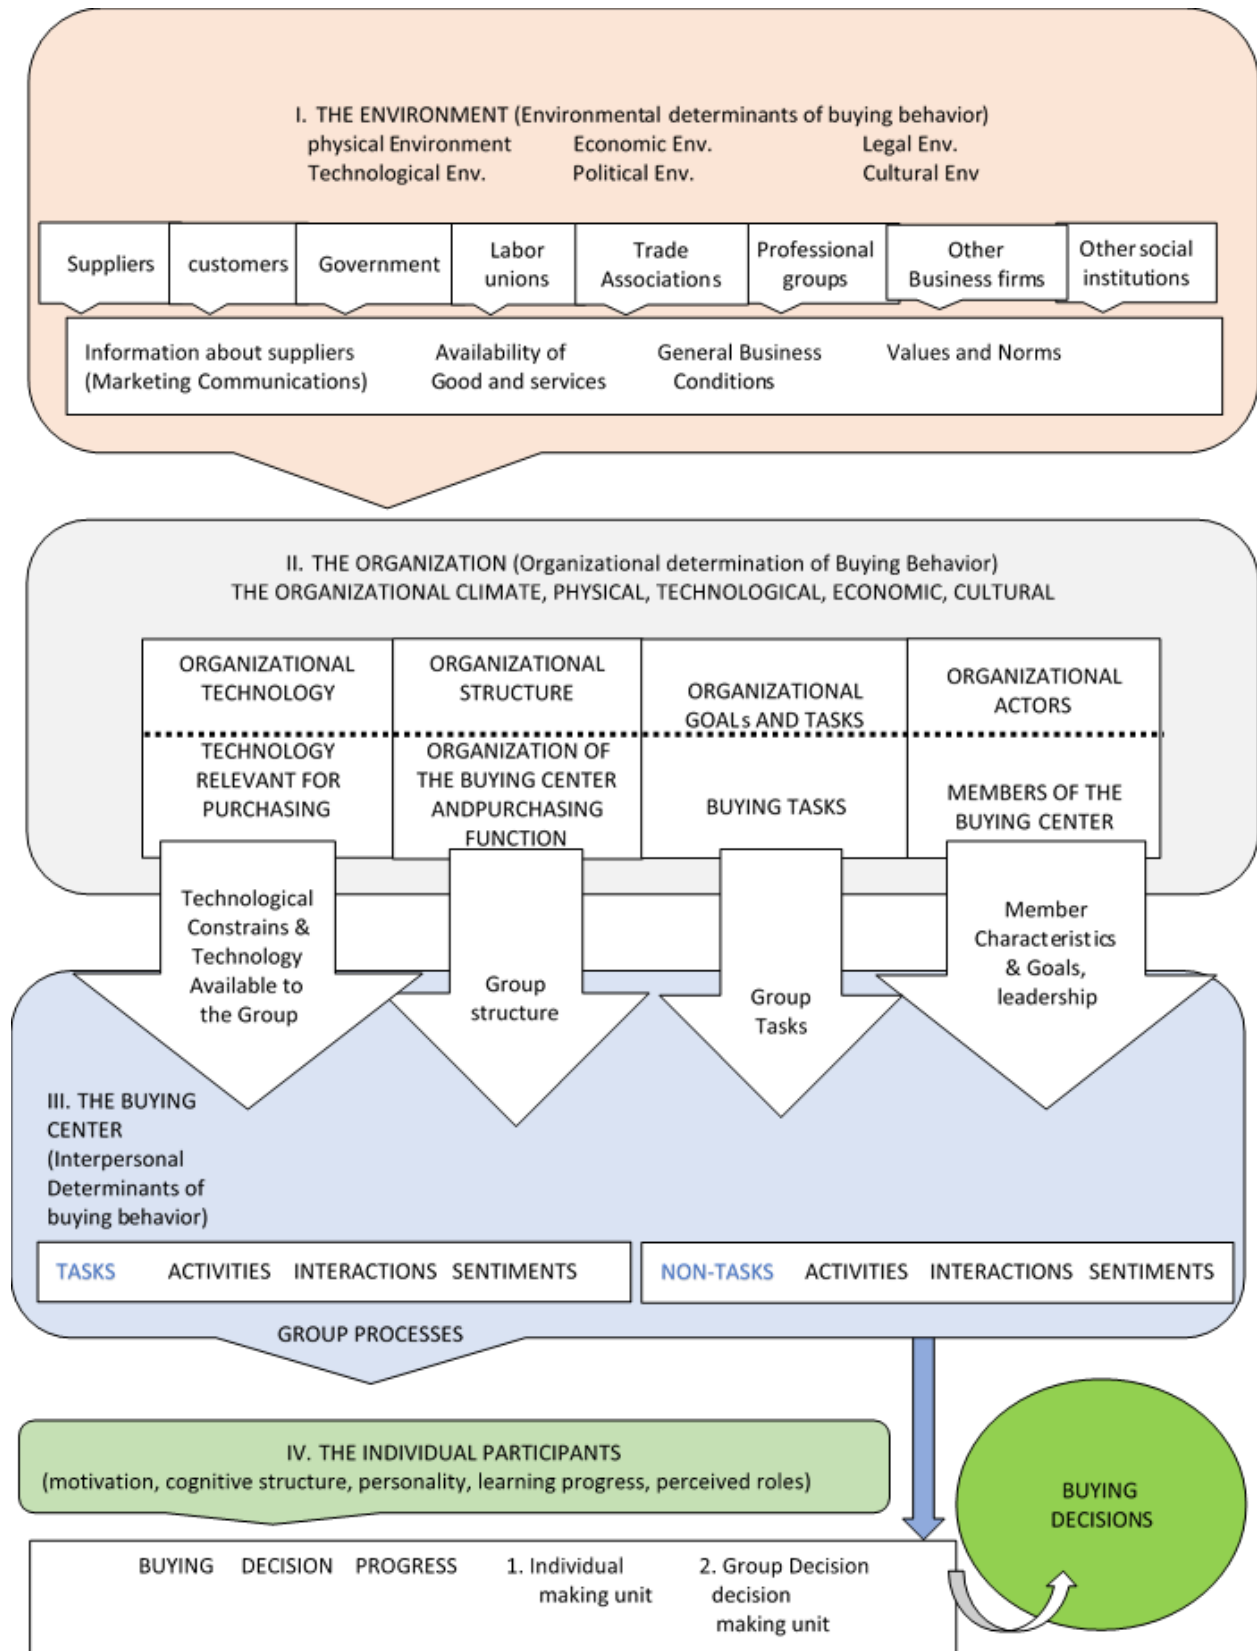 I. THE ENVIRONMENT (Environmental determinants of buying behavior)
physical Environment Economic Env. Legal Env.
Technological Env. Political Env. Cultural Env
Suppliers
customers
Government
Labor
unions
Trade
Associations
Professional
groups
Other
Business firms
Other social
institutions
Information about suppliers
(Marketing Communications)
Availability of
Good and services
General Business
Conditions
Values and Norms
II. THE ORGANIZATION (Organizational determination of Buying Behavior)
THE ORGANIZATIONAL CLIMATE, PHYSICAL, TECHNOLOGICAL, ECONOMIC, CULTURAL
ORGANIZATIONAL
TECHNOLOGY
ORGANIZATIONAL
STRUCTURE
ORGANIZATIONAL
GOALs AND TASKS
ORGANIZATIONAL
ACTORS
TECHNOLOGY
RELEVANT FOR
PURCHASING
ORGANIZATION OF
THE BUYING CENTER
ANDPURCHASING
FUNCTION
BUYING TASKS
MEMBERS OF THE
BUYING CENTER
Technological
Constrains &
Technology
Available to
the Group
Group
structure
Group
Tasks
Member
Characteristics
& Goals,
leadership
III. THE BUYING
CENTER
(Interpersonal
Determinants of
buying behavior)
TASKS ACTIVITIES INTERACTIONS SENTIMENTS
NON-TASKS ACTIVITIES INTERACTIONS SENTIMENTS
GROUP PROCESSES
IV. THE INDIVIDUAL PARTICIPANTS
(motivation, cognitive structure, personality, learning progress, perceived roles)
BUYING
DECISIONS
BUYING DECISION PROGRESS 1. Individual 2. Group Decision
making unit decision
making unit